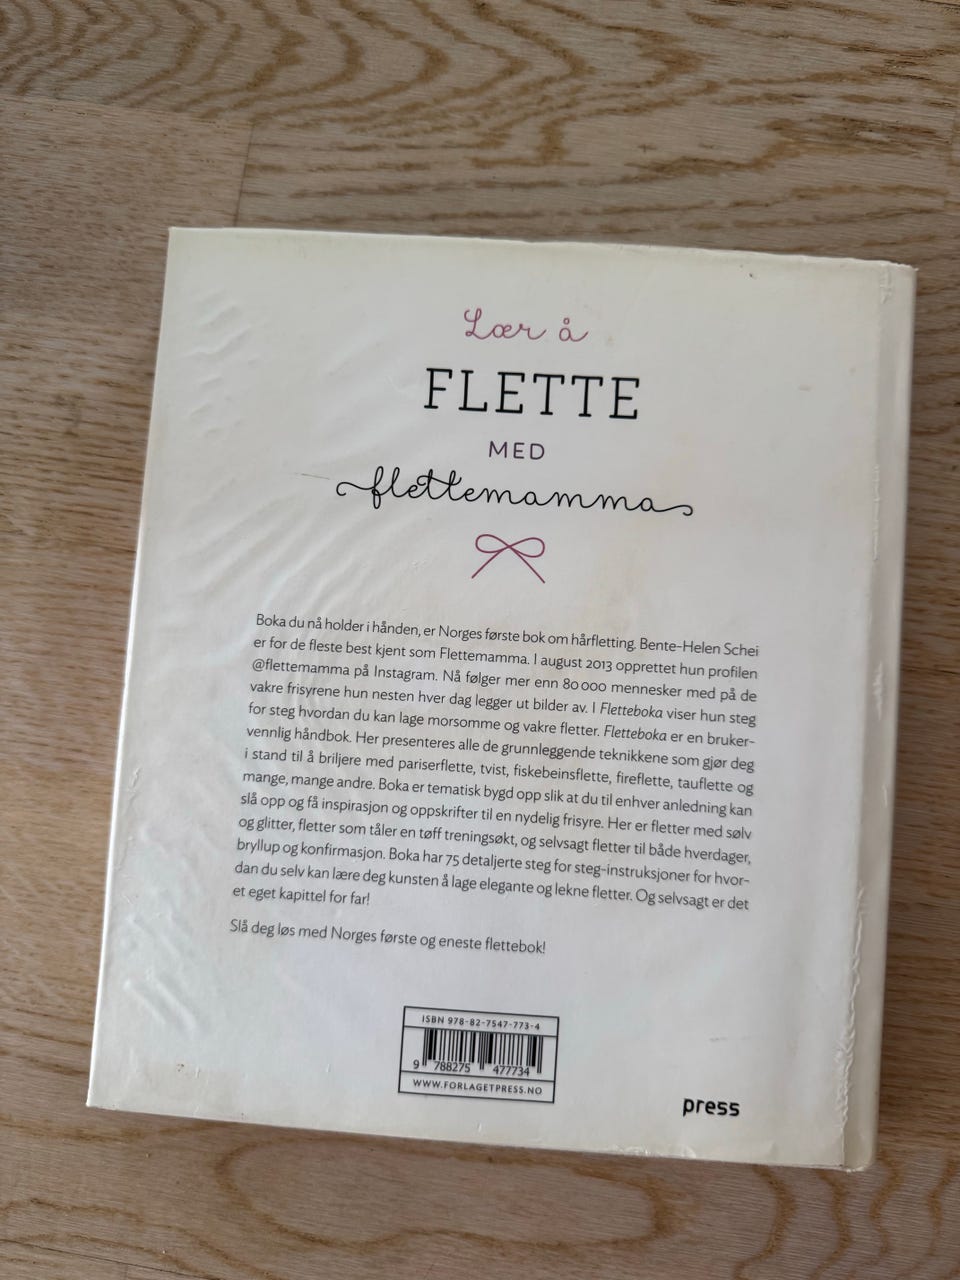 Lær å
FLETTE
MED
flettemamma
Boka du nå holder i hånden, er Norges første bok om hårfletting. Bente-Helen Schei
er for de fleste best kjent som Flettemamma. I august 2013 opprettet hun profilen
@flettemamma på Instagram. Nå følger mer enn 80 000 mennesker med på de
vakre frisyrene hun nesten hver dag legger ut bilder av. I Fletteboka viser hun steg
for steg hvordan du kan lage morsomme og vakre fletter. Fletteboka er en bruker-
vennlig håndbok. Her presenteres alle de grunnleggende teknikkene som gjør deg
i stand til å briljere med pariserflette, tvist, fiskebeinsflette, fireflette, tauflette og
mange, mange andre. Boka er tematisk bygd opp slik at du til enhver anledning kan
slå opp og få inspirasjon og oppskrifter til en nydelig frisyre. Her er fletter med sølv
og glitter, fletter som tåler en tøff treningsøkt, og selvsagt fletter til både hverdager,
bryllup og konfirmasjon. Boka har 75 detaljerte steg for steg-instruksjoner for hvor-
dan du selv kan lære deg kunsten å lage elegante og lekne fletter. Og selvsagt er det
et eget kapittel for far!
Slå deg løs med Norges første og eneste flettebok!
ISBN 978-82-7547-773-4
9 788275 477734
WWW.FORLAGETPRESS.NO
press